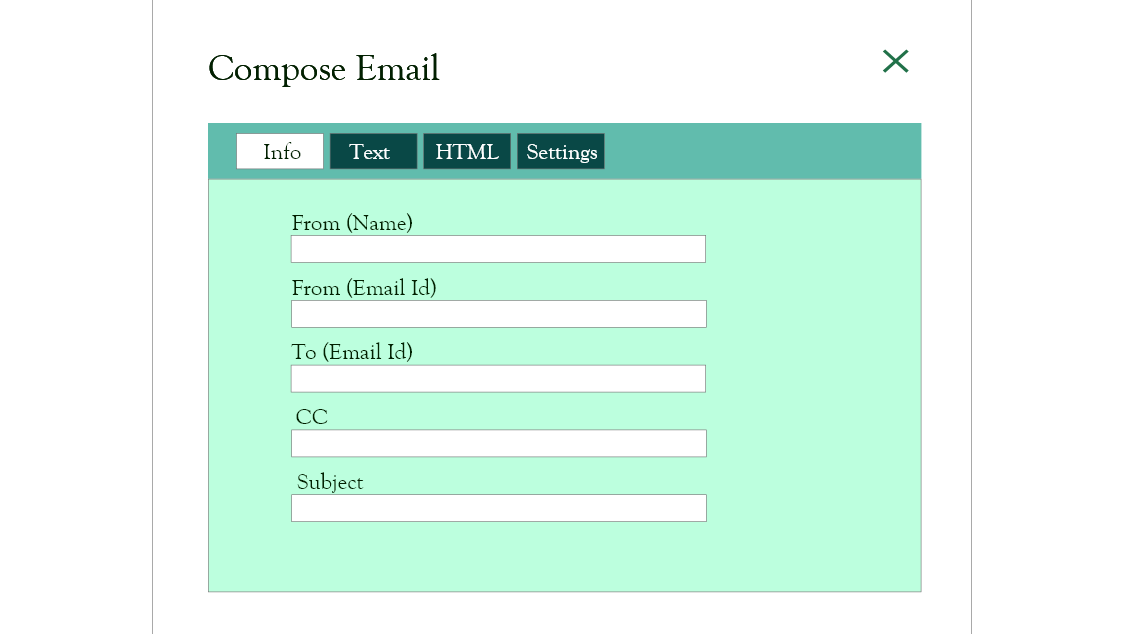 Compose Email
Info Text HTML Settings
From (Name)
From (Email Id)
To (Email Id)
CC
Subject